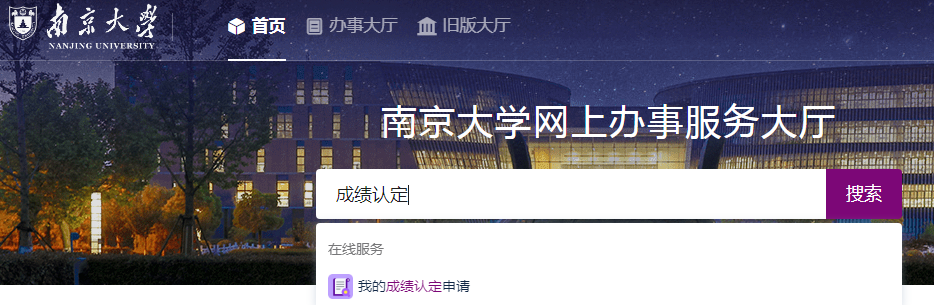 南京大学
NANJING UNIVERSITY
首页
办事大厅
旧版大厅
南京大学网上办事服务大厅
成绩认定
搜索
在线服务
我的成绩认定申请